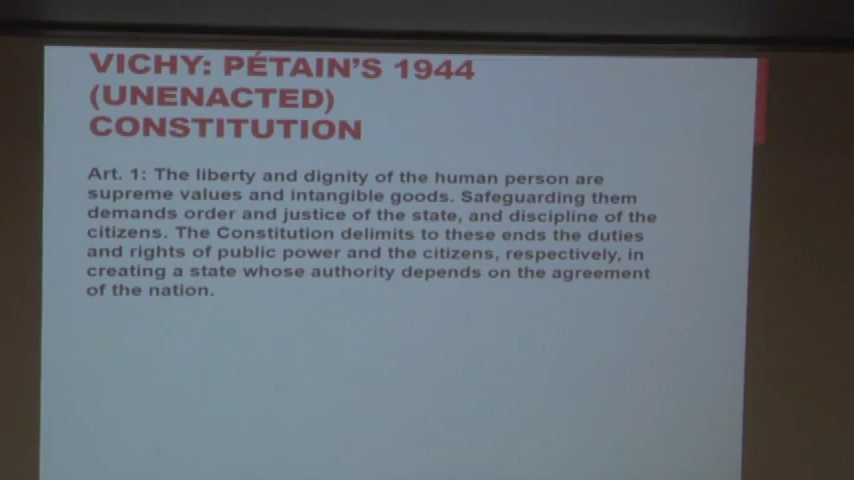 VICHY: PÉTAIN'S 1944
(UNENACTED)
CONSTITUTION
Art. 1: The liberty and dignity of the human person are
supreme values and intangible goods. Safeguarding them
demands order and justice of the state, and discipline of the
citizens. The Constitution delimits to these ends the duties
and rights of public power and the citizens, respectively, in
creating a state whose authority depends on the agreement
of the nation.